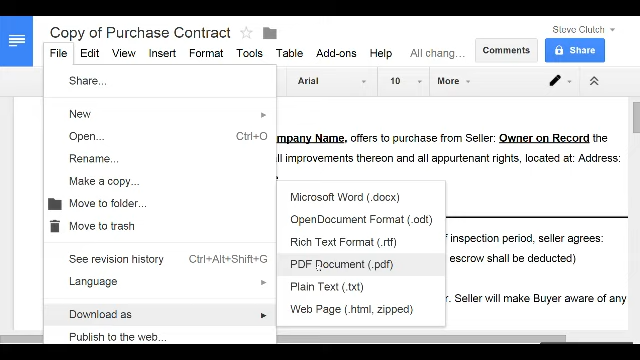 Copy of Purchase Contract
Steve Clutch
File Edit View Insert Format Tools Table Add-ons Help All chang…
Comments
Share
Arial 10 More
Share...
New
Open... Ctrl+O
Rename...
Make a copy...
Move to folder...
Move to trash
See revision history Ctrl+Alt+Shift+G
Language
Download as
Publish to the web...
Microsoft Word (.docx)
OpenDocument Format (.odt)
Rich Text Format (.rtf)
PDF Document (.pdf)
Plain Text (.txt)
Web Page (.html, zipped)
mpany Name, offers to purchase from Seller: Owner on Record the
ll improvements thereon and all appurtenant rights, located at: Address:
of inspection period, seller agrees:
escrow shall be deducted)
r. Seller will make Buyer aware of any